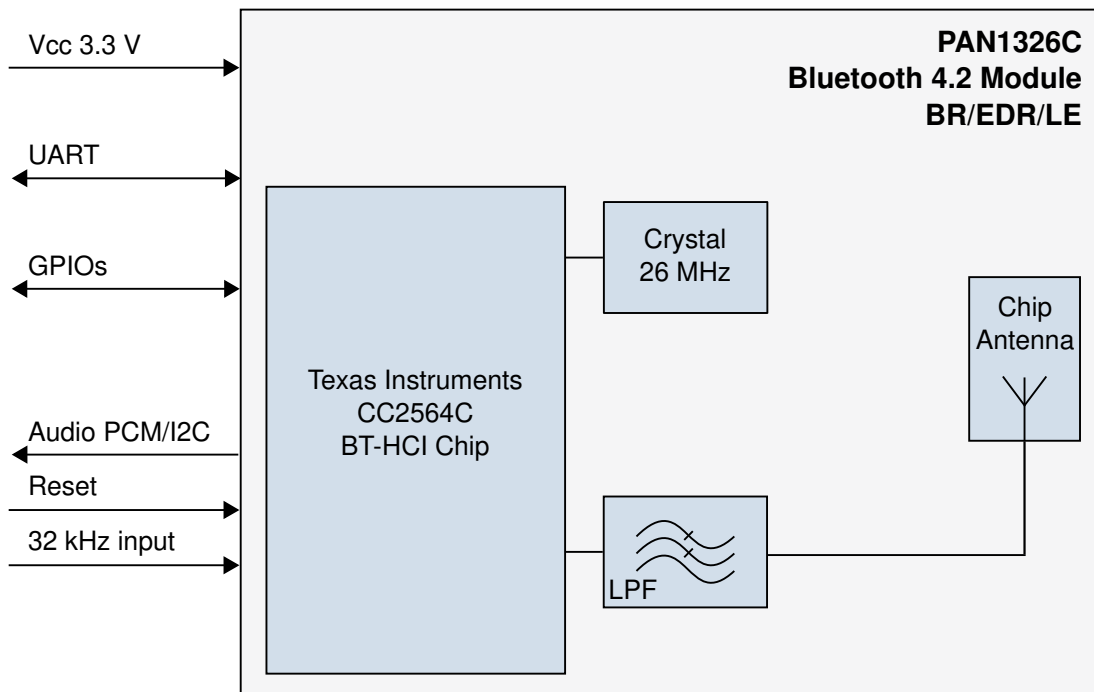 Vcc 3.3 V
PAN1326C
Bluetooth 4.2 Module
BR/EDR/LE
UART
GPIOs
Audio PCM/I2C
Reset
32 kHz input
Texas Instruments
CC2564C
BT-HCI Chip
Crystal
26 MHz
Chip
Antenna
LPF